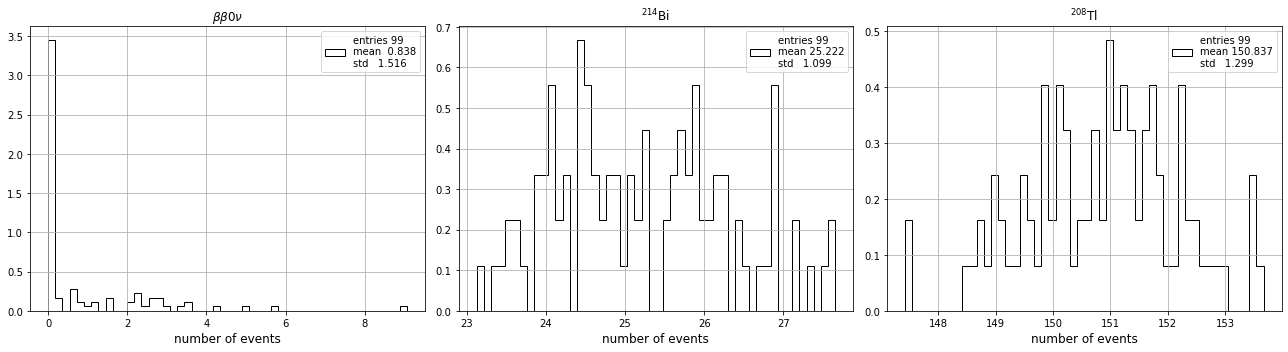 ββ0ν
entries 99
mean 0.838
std 1.516
3.5
3.0
2.5
2.0
1.5
1.0
0.5
0.0
0 2 4 6 8
number of events
²¹⁴Bi
entries 99
mean 25.222
std 1.099
0.7
0.6
0.5
0.4
0.3
0.2
0.1
0.0
23 24 25 26 27
number of events
²⁰⁸Tl
entries 99
mean 150.837
std 1.299
0.5
0.4
0.3
0.2
0.1
0.0
148 149 150 151 152 153
number of events